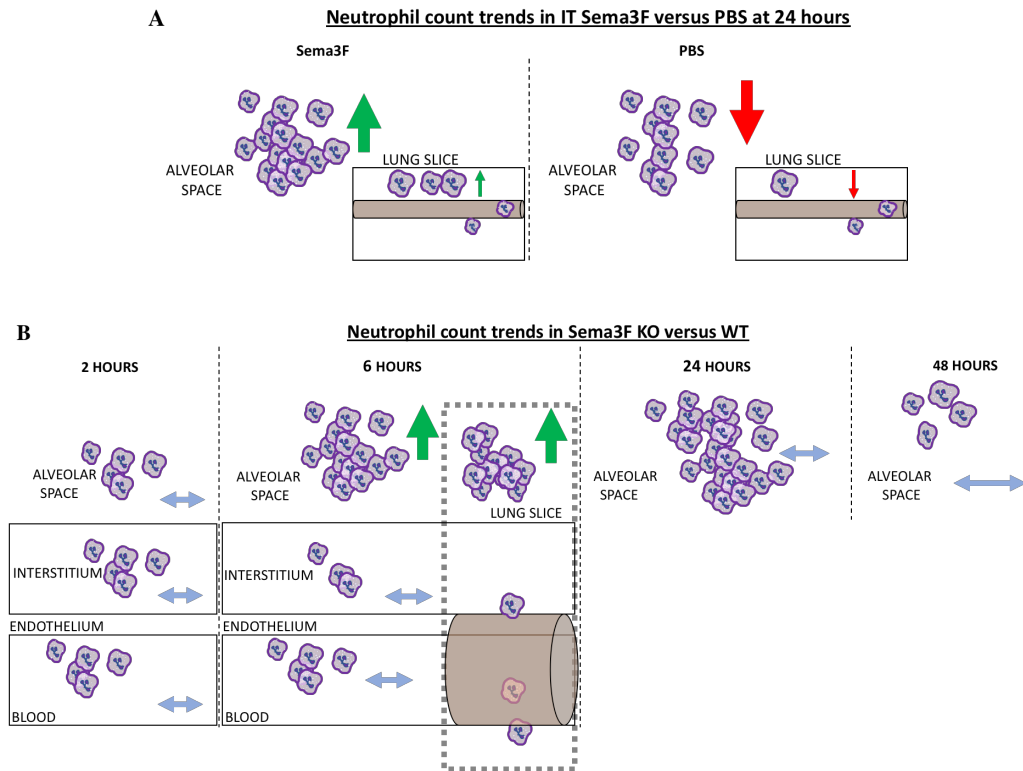 A
Neutrophil count trends in IT Sema3F versus PBS at 24 hours
Sema3F
PBS
ALVEOLAR
SPACE
LUNG SLICE
ALVEOLAR
SPACE
LUNG SLICE
B
Neutrophil count trends in Sema3F KO versus WT
2 HOURS
6 HOURS
24 HOURS
48 HOURS
ALVEOLAR
SPACE
ALVEOLAR
SPACE
LUNG SLICE
ALVEOLAR
SPACE
ALVEOLAR
SPACE
INTERSTITIUM
INTERSTITIUM
ENDOTHELIUM
ENDOTHELIUM
BLOOD
BLOOD